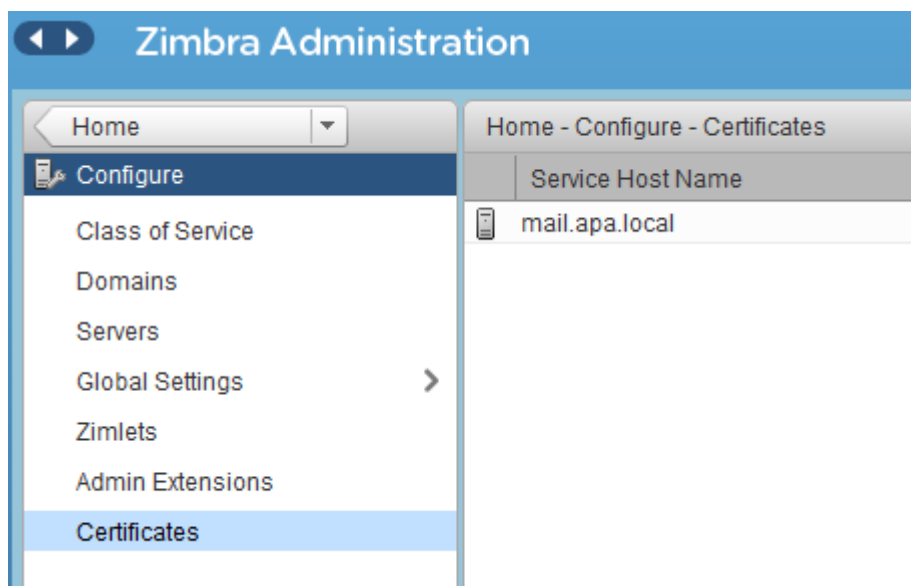 Zimbra Administration
Home
Home - Configure - Certificates
Configure
Service Host Name
Class of Service
mail.apa.local
Domains
Servers
Global Settings
Zimlets
Admin Extensions
Certificates